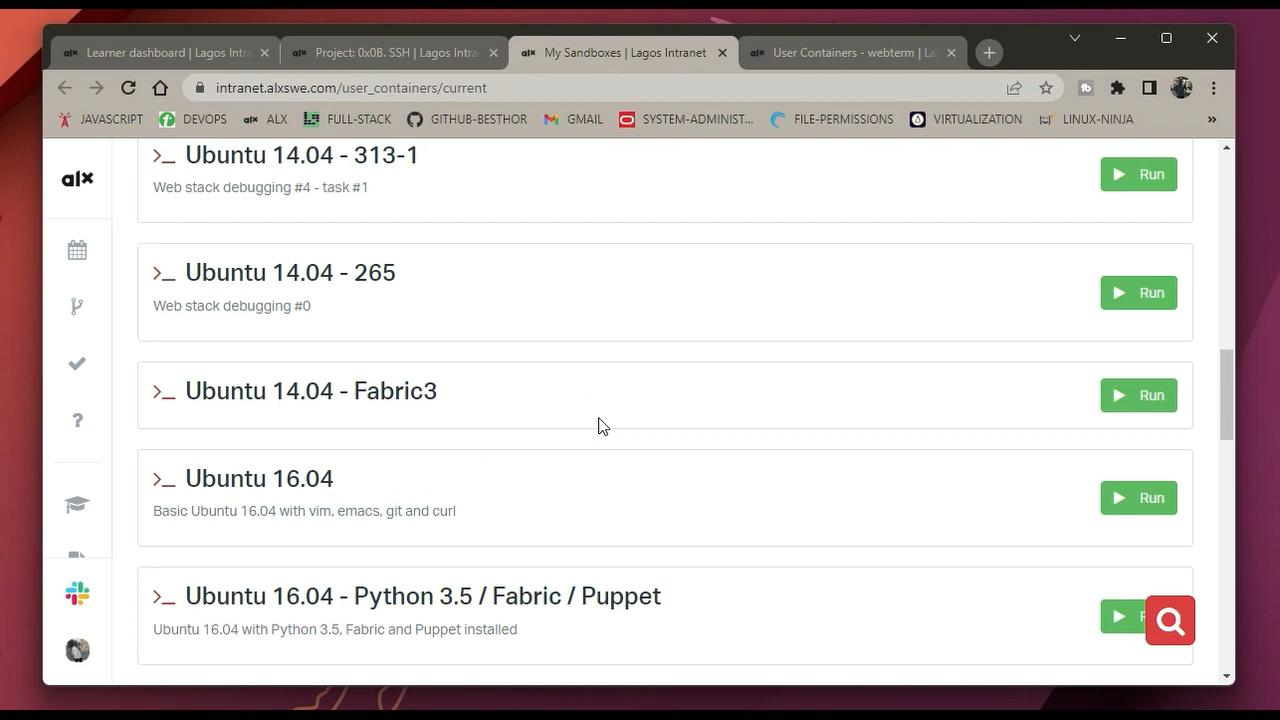 Learner dashboard | Lagos Intra
Project: 0x0B. SSH | Lagos Intra
My Sandboxes | Lagos Intranet
User Containers - webterm | La
intranet.alxswe.com/user_containers/current
JAVASCRIPT
DEVOPS
alx ALX
FULL-STACK
GITHUB-BESTHOR
GMAIL
SYSTEM-ADMINIST...
FILE-PERMISSIONS
VIRTUALIZATION
LINUX-NINJA
»
alx
>_ Ubuntu 14.04 - 313-1
Web stack debugging #4 - task #1
Run
>_ Ubuntu 14.04 - 265
Web stack debugging #0
Run
>_ Ubuntu 14.04 - Fabric3
Run
>_ Ubuntu 16.04
Basic Ubuntu 16.04 with vim, emacs, git and curl
Run
>_ Ubuntu 16.04 - Python 3.5 / Fabric / Puppet
Ubuntu 16.04 with Python 3.5, Fabric and Puppet installed